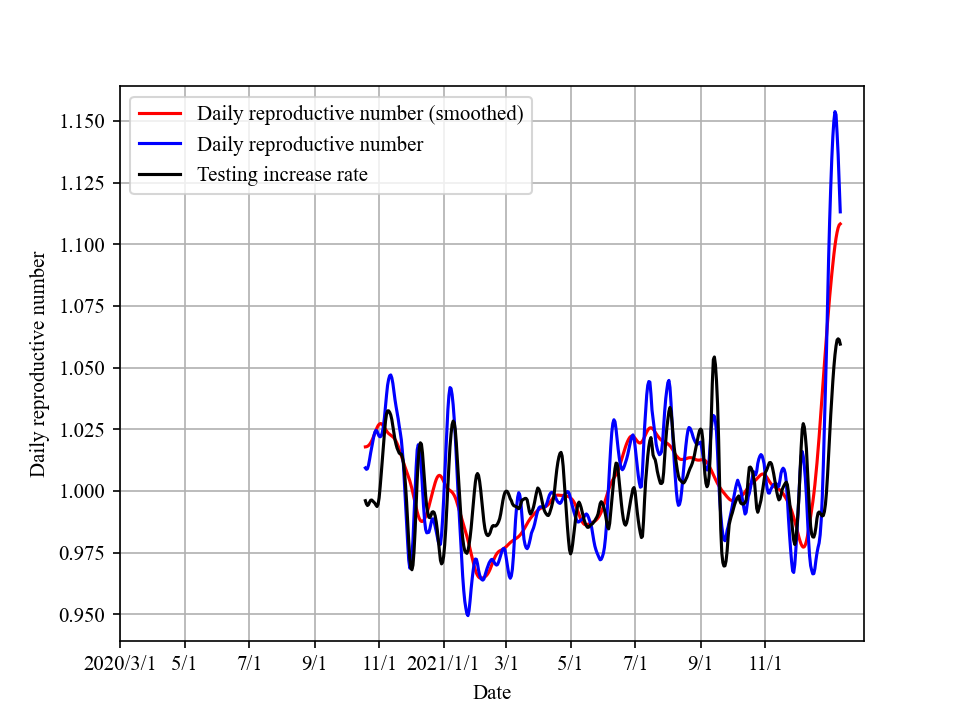 Daily reproductive number (smoothed)
Daily reproductive number
Testing increase rate
1.150
1.125
1.100
1.075
1.050
1.025
1.000
0.975
0.950
Daily reproductive number
2020/3/1 5/1 7/1 9/1 11/1 2021/1/1 3/1 5/1 7/1 9/1 11/1
Date